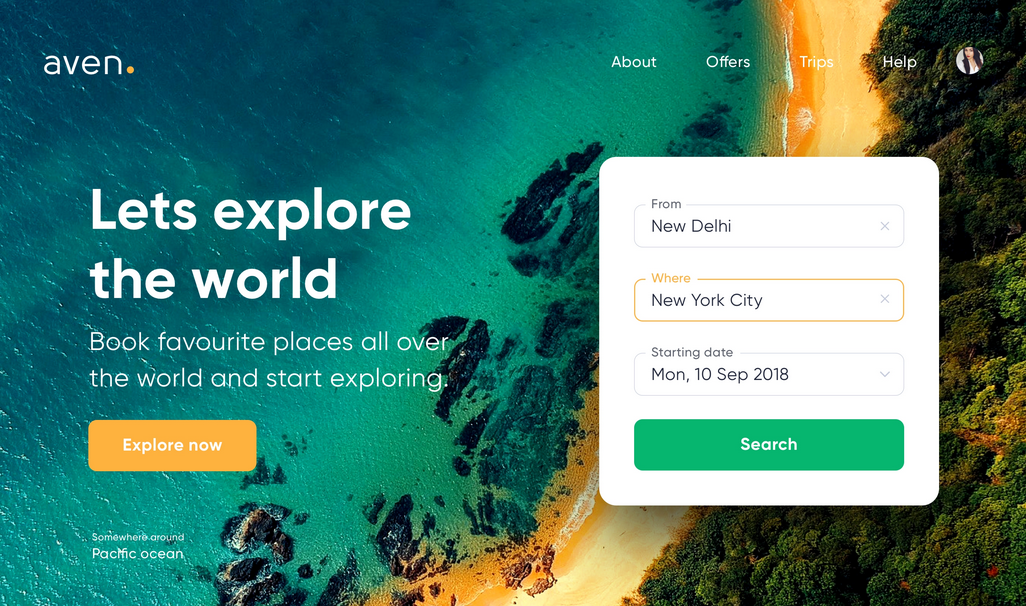 aven.
About
Offers
Trips
Help
Lets explore
the world
Book favourite places all over
the world and start exploring.
Explore now
Somewhere around
Pacific ocean
From
New Delhi
Where
New York City
Starting date
Mon, 10 Sep 2018
Search